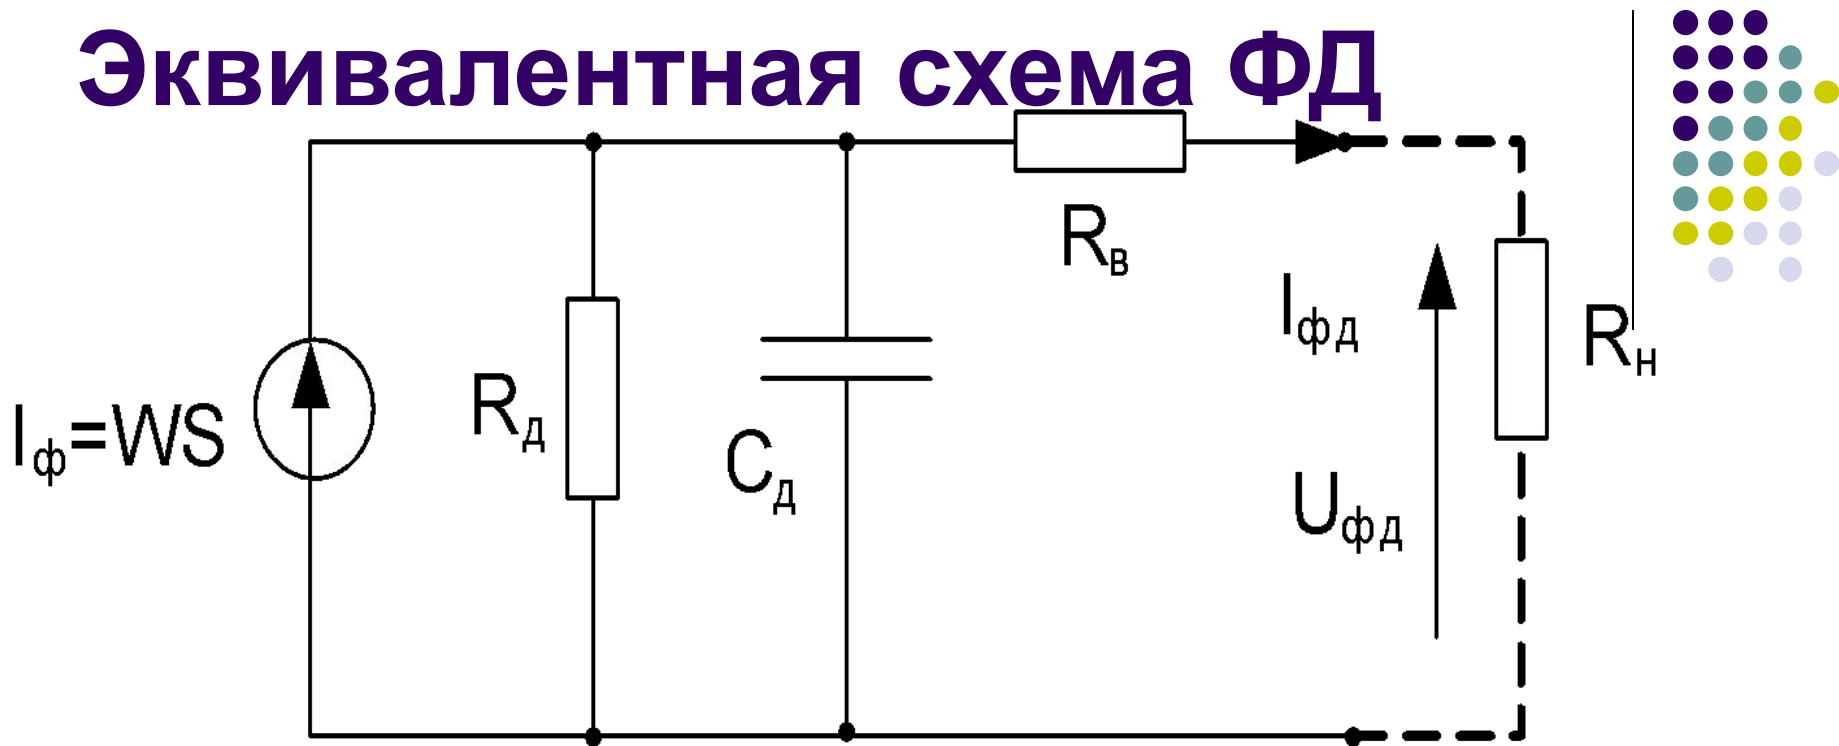 Эквивалентная схема ФД
Rв
Iфд
Rн
Iф=WS
Rд
Cд
Uфд